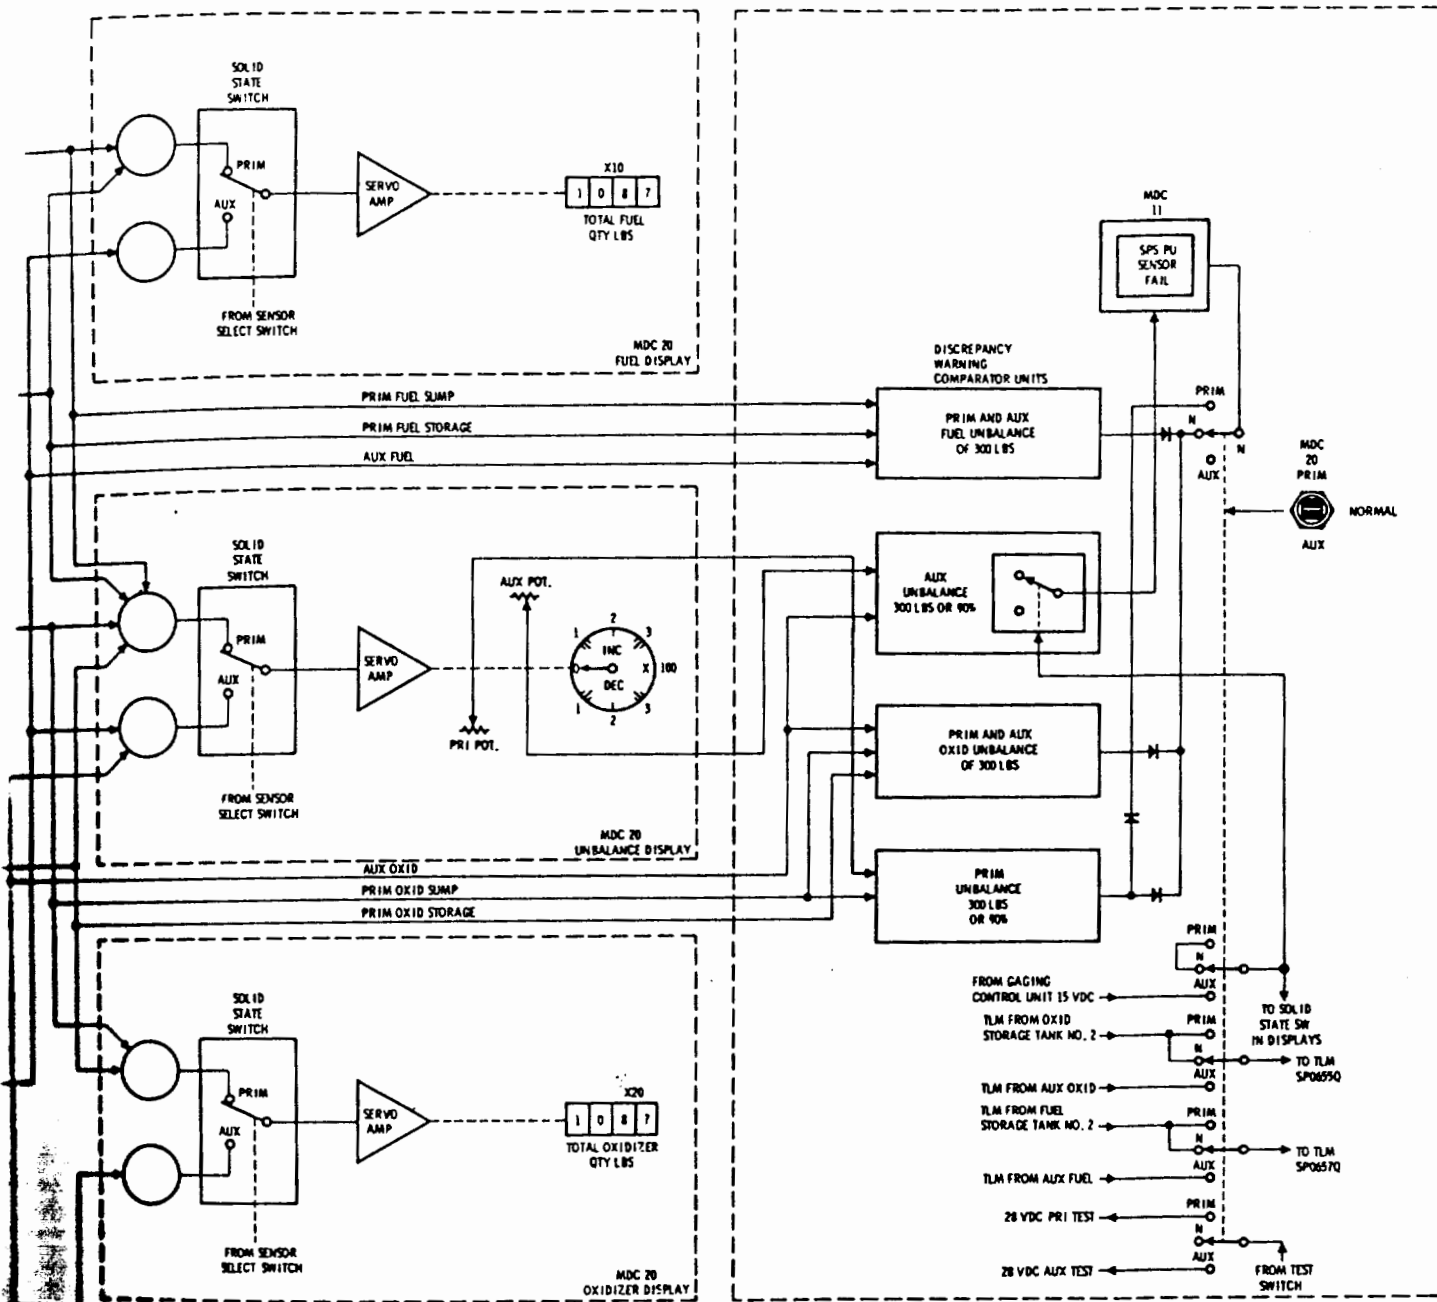 SOLID
STATE
SWITCH
PRIM
AUX
FROM SENSOR
SELECT SWITCH
SERVO
AMP
X10
1 0 8 7
TOTAL FUEL
QTY LBS
MDC 20
FUEL DISPLAY
PRIM FUEL SUMP
PRIM FUEL STORAGE
AUX FUEL
SOLID
STATE
SWITCH
PRIM
AUX
FROM SENSOR
SELECT SWITCH
SERVO
AMP
AUX POT.
PRI POT.
1 2 3
INC
X 100
0
DEC
1 2 3
MDC 20
UNBALANCE DISPLAY
AUX OXID
PRIM OXID SUMP
PRIM OXID STORAGE
SOLID
STATE
SWITCH
PRIM
AUX
FROM SENSOR
SELECT SWITCH
SERVO
AMP
X20
1 0 8 7
TOTAL OXIDIZER
QTY LBS
MDC 20
OXIDIZER DISPLAY
MDC
11
SPS PU
SENSOR
FAIL
DISCREPANCY
WARNING
COMPARATOR UNITS
PRIM AND AUX
FUEL UNBALANCE
OF 300 LBS
PRIM
N
N
AUX
MDC
20
PRIM
NORMAL
AUX
AUX
UNBALANCE
300 LBS OR 90%
PRIM AND AUX
OXID UNBALANCE
OF 300 LBS
PRIM
UNBALANCE
300 LBS
OR 90%
PRIM
N
AUX
FROM GAGING
CONTROL UNIT 15 VDC
TO SOLID
STATE SW
IN DISPLAYS
TLM FROM OXID
STORAGE TANK NO. 2
PRIM
N
AUX
TO TLM
SP0655Q
TLM FROM AUX OXID
TLM FROM FUEL
STORAGE TANK NO. 2
PRIM
N
AUX
TO TLM
SP0657Q
TLM FROM AUX FUEL
28 VDC PRI TEST
PRIM
N
AUX
28 VDC AUX TEST
FROM TEST
SWITCH